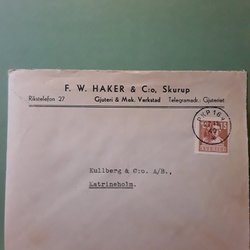 F. W. HAKER & C:o, Skurup
Rikstelefon 27 Gjuteri & Mek. Verkstad Telegramadr. Gjuteriet
Kullberg & C:o A/B.,
Katrineholm.
SVERIGE